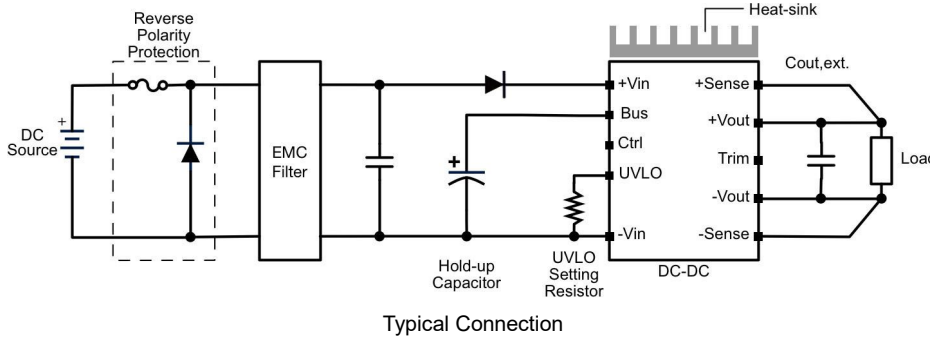 Heat-sink
Reverse
Polarity
Protection
Cout,ext.
+
DC
Source
EMC
Filter
+
+Vin
Bus
Ctrl
UVLO
-Vin
+Sense
+Vout
Trim
-Vout
-Sense
Load
Hold-up
Capacitor
UVLO
Setting
Resistor
DC-DC
Typical Connection